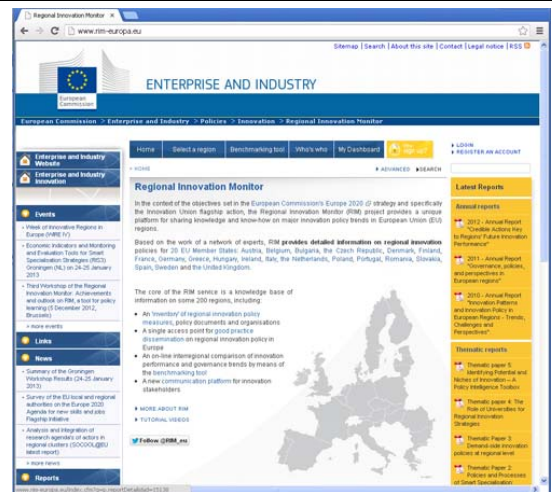 Regional Innovation Monitor
www.rim-europa.eu
Sitemap | Search | About this site | Contact | Legal notice | RSS
European
Commission
ENTERPRISE AND INDUSTRY
European Commission > Enterprise and Industry > Policies > Innovation > Regional Innovation Monitor
Enterprise and Industry
Website
Enterprise and Industry
Innovation
Home
Select a region
Benchmarking tool
Who's who
My Dashboard
LOGIN
REGISTER AN ACCOUNT
HOME
ADVANCED
SEARCH
Events
Week of Innovative Regions in
Europe (WIRE IV)
Economic Indicators and Monitoring
and Evaluation Tools for Smart
Specialisation Strategies (RIS3)
Groningen (NL) on 24-25 January
2013
Third Workshop of the Regional
Innovation Monitor: Achievements
and outlook on RIM, a tool for policy
learning (5 December 2012,
Brussels)
more events
Links
News
Summary of the Groningen
Workshop Results (24-25 January
2013)
Survey of the EU local and regional
authorities on the Europe 2020
Agenda for new skills and jobs
Flagship Initiative
Analysis and integration of
research agenda's of actors in
regional clusters (SOCOOL@EU
latest report)
more news
Reports
Regional Innovation Monitor
In the context of the objectives set in the European Commission's Europe 2020 strategy and specifically
the Innovation Union flagship action, the Regional Innovation Monitor (RIM) project provides a unique
platform for sharing knowledge and know-how on major innovation policy trends in European Union (EU)
regions.
Based on the work of a network of experts, RIM provides detailed information on regional innovation
policies for 20 EU Member States: Austria, Belgium, Bulgaria, the Czech Republic, Denmark, Finland,
France, Germany, Greece, Hungary, Ireland, Italy, the Netherlands, Poland, Portugal, Romania, Slovakia,
Spain, Sweden and the United Kingdom.
The core of the RIM service is a knowledge base of
information on some 200 regions, including:
An 'inventory' of regional innovation policy
measures, policy documents and organisations
A single access point for good practice
dissemination on regional innovation policy in
Europe
An on-line interregional comparison of innovation
performance and governance trends by means of
the benchmarking tool
A new communication platform for innovation
stakeholders
MORE ABOUT RIM
TUTORIAL VIDEOS
Follow @RIM_eu
Latest Reports
Annual reports
2012 - Annual Report
"Credible Actions Key
to Regions' Future Innovation
Performance"
2011 - Annual Report
"Governance, policies,
and perspectives in
European regions"
2010 - Annual Report
"Innovation Patterns
and Innovation Policy in
European Regions - Trends,
Challenges and
Perspectives".
Thematic reports
Thematic paper 5:
Identifying Potential and
Niches of Innovation – A
Policy Intelligence Toolbox
Thematic paper 4: The
Role of Universities for
Regional Innovation
Strategies
Thematic Paper 3:
Demand-side innovation
policies at regional level
Thematic Paper 2:
Policies and Processes
of Smart Specialisation